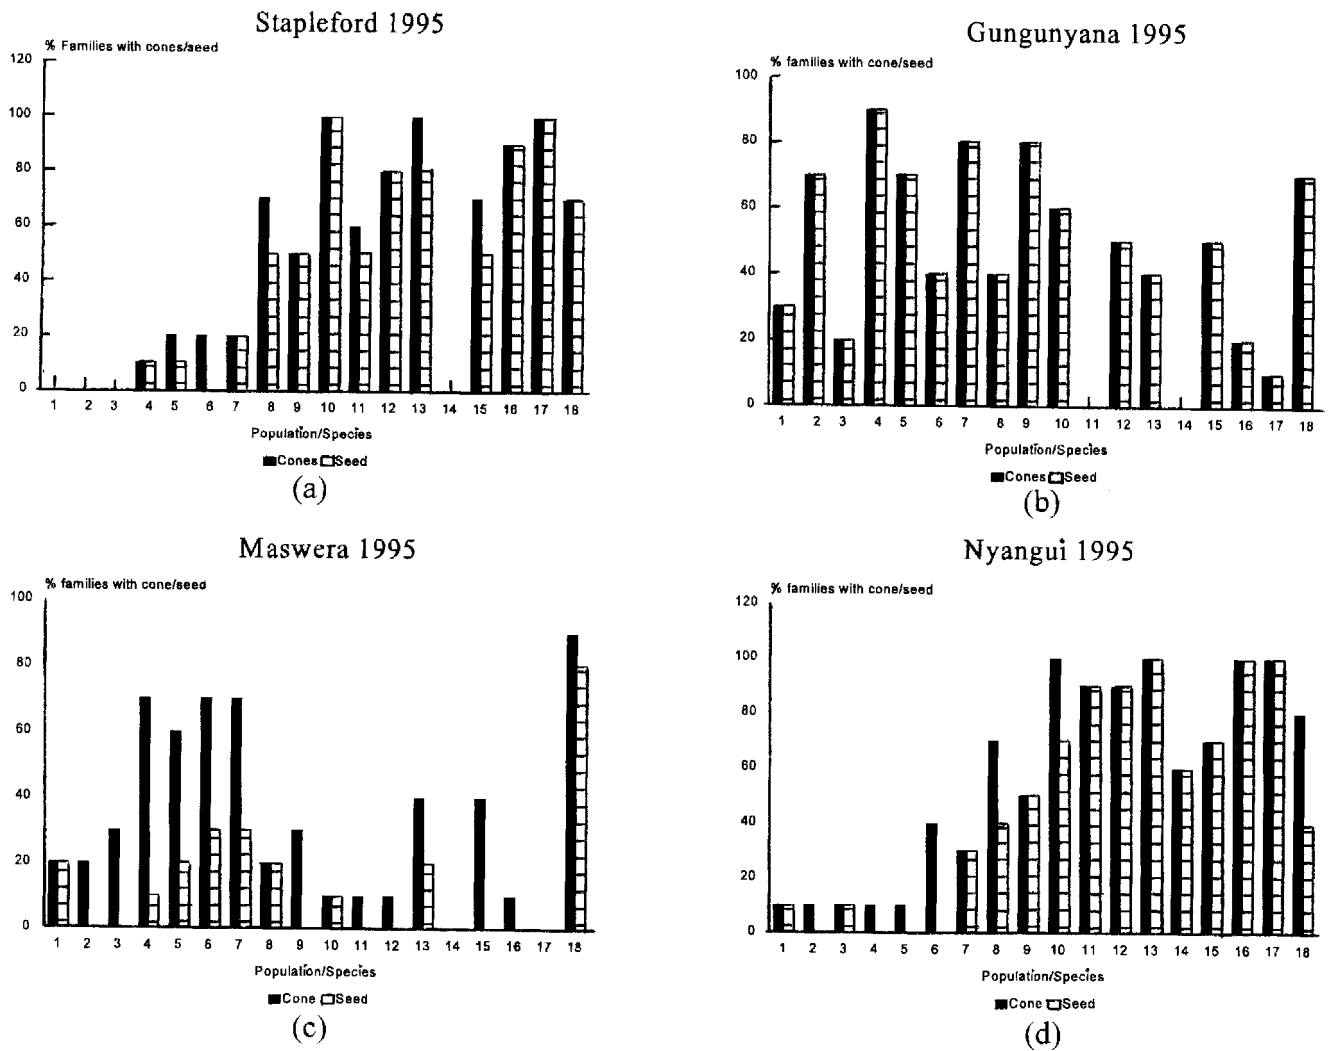 Stapleford 1995
% Families with cones/seed
120
100
80
60
40
20
0
1 2 3 4 5 6 7 8 9 10 11 12 13 14 15 16 17 18
Population/Species
Cones Seed
(a)
Gungunyana 1995
% families with cone/seed
100
80
60
40
20
0
1 2 3 4 5 6 7 8 9 10 11 12 13 14 15 16 17 18
Population/Species
Cones Seed
(b)
Maswera 1995
% families with cone/seed
100
80
60
40
20
0
1 2 3 4 5 6 7 8 9 10 11 12 13 14 15 16 17 18
Population/Species
Cone Seed
(c)
Nyangui 1995
% families with cone/seed
120
100
80
60
40
20
0
1 2 3 4 5 6 7 8 9 10 11 12 13 14 15 16 17 18
Population/Species
Cone Seed
(d)